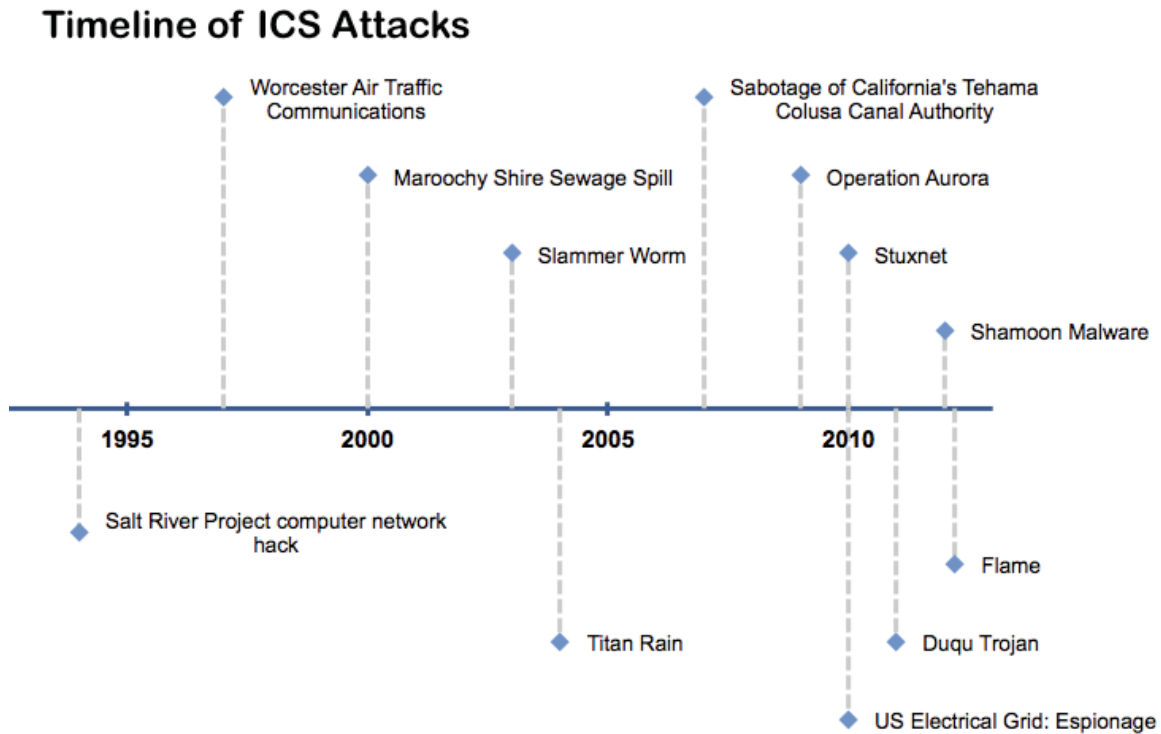 Timeline of ICS Attacks
Worcester Air Traffic
Communications
Sabotage of California's Tehama
Colusa Canal Authority
Maroochy Shire Sewage Spill
Operation Aurora
Slammer Worm
Stuxnet
Shamoon Malware
1995
2000
2005
2010
Salt River Project computer network
hack
Flame
Titan Rain
Duqu Trojan
US Electrical Grid: Espionage